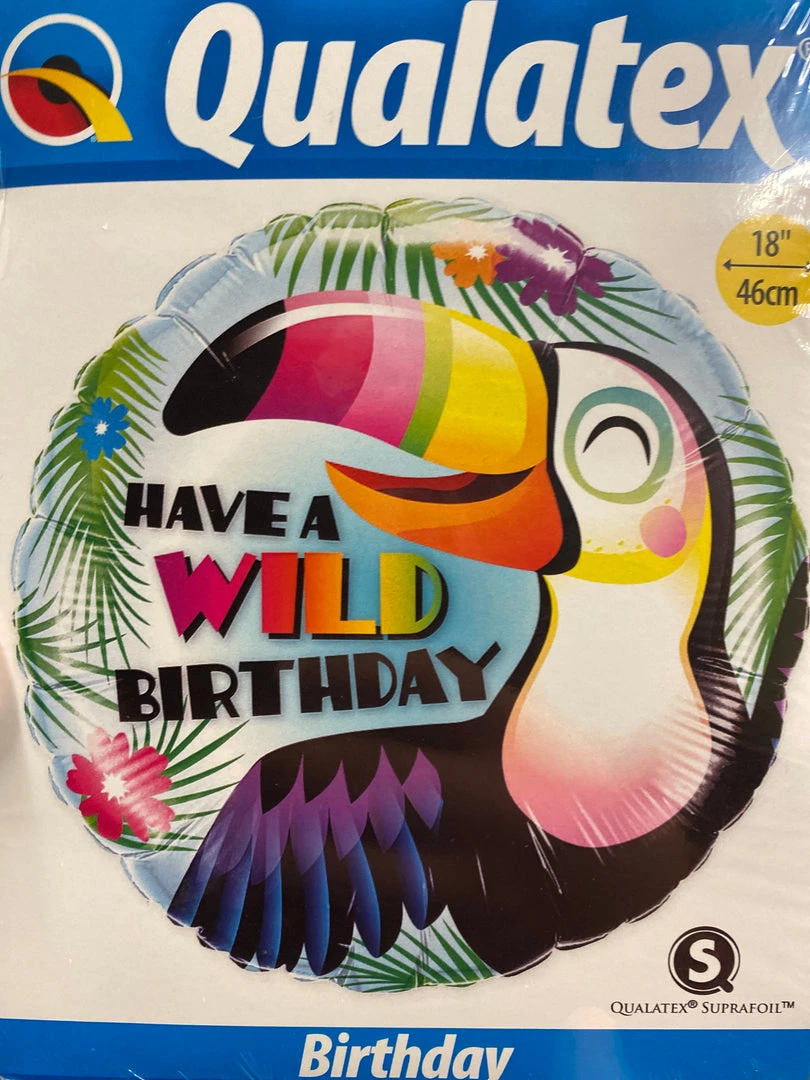 Qualatex®
18"
46cm
HAVE A
WILD
BIRTHDAY
S
QUALATEX® SUPRAFOIL™
Birthday